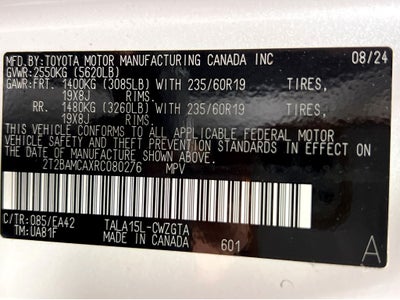 MFD.BY:TOYOTA MOTOR MANUFACTURING CANADA INC 08/24
GVWR:2550KG (5620LB)
GAWR:FRT. 1400KG (3085LB) WITH 235/60R19 TIRES,
19X8J RIMS.
RR. 1480KG (3260LB) WITH 235/60R19 TIRES,
19X8J RIMS.
THIS VEHICLE CONFORMS TO ALL APPLICABLE FEDERAL MOTOR
VEHICLE SAFETY AND THEFT PREVENTION STANDARDS IN EFFECT
ON THE DATE OF MANUFACTURE SHOWN ABOVE.
2T2BAMCAXRC080276 MPV
C/TR:085/EA42 TALA15L-CWZGTA
TM:UA81F MADE IN CANADA 601 A